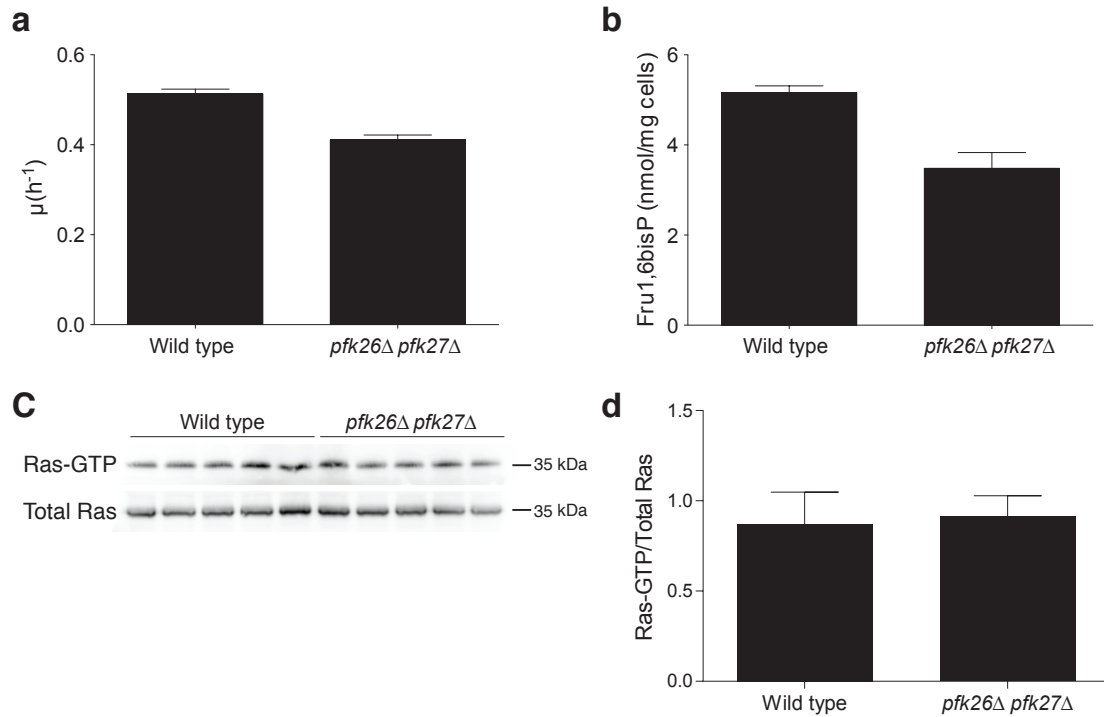 a
μ(h⁻¹)
0.6
0.4
0.2
0.0
Wild type
pfk26Δ pfk27Δ
b
Fru1,6bisP (nmol/mg cells)
6
4
2
0
Wild type
pfk26Δ pfk27Δ
C
Wild type
pfk26Δ pfk27Δ
Ras-GTP
35 kDa
Total Ras
35 kDa
d
Ras-GTP/Total Ras
1.5
1.0
0.5
0.0
Wild type
pfk26Δ pfk27Δ